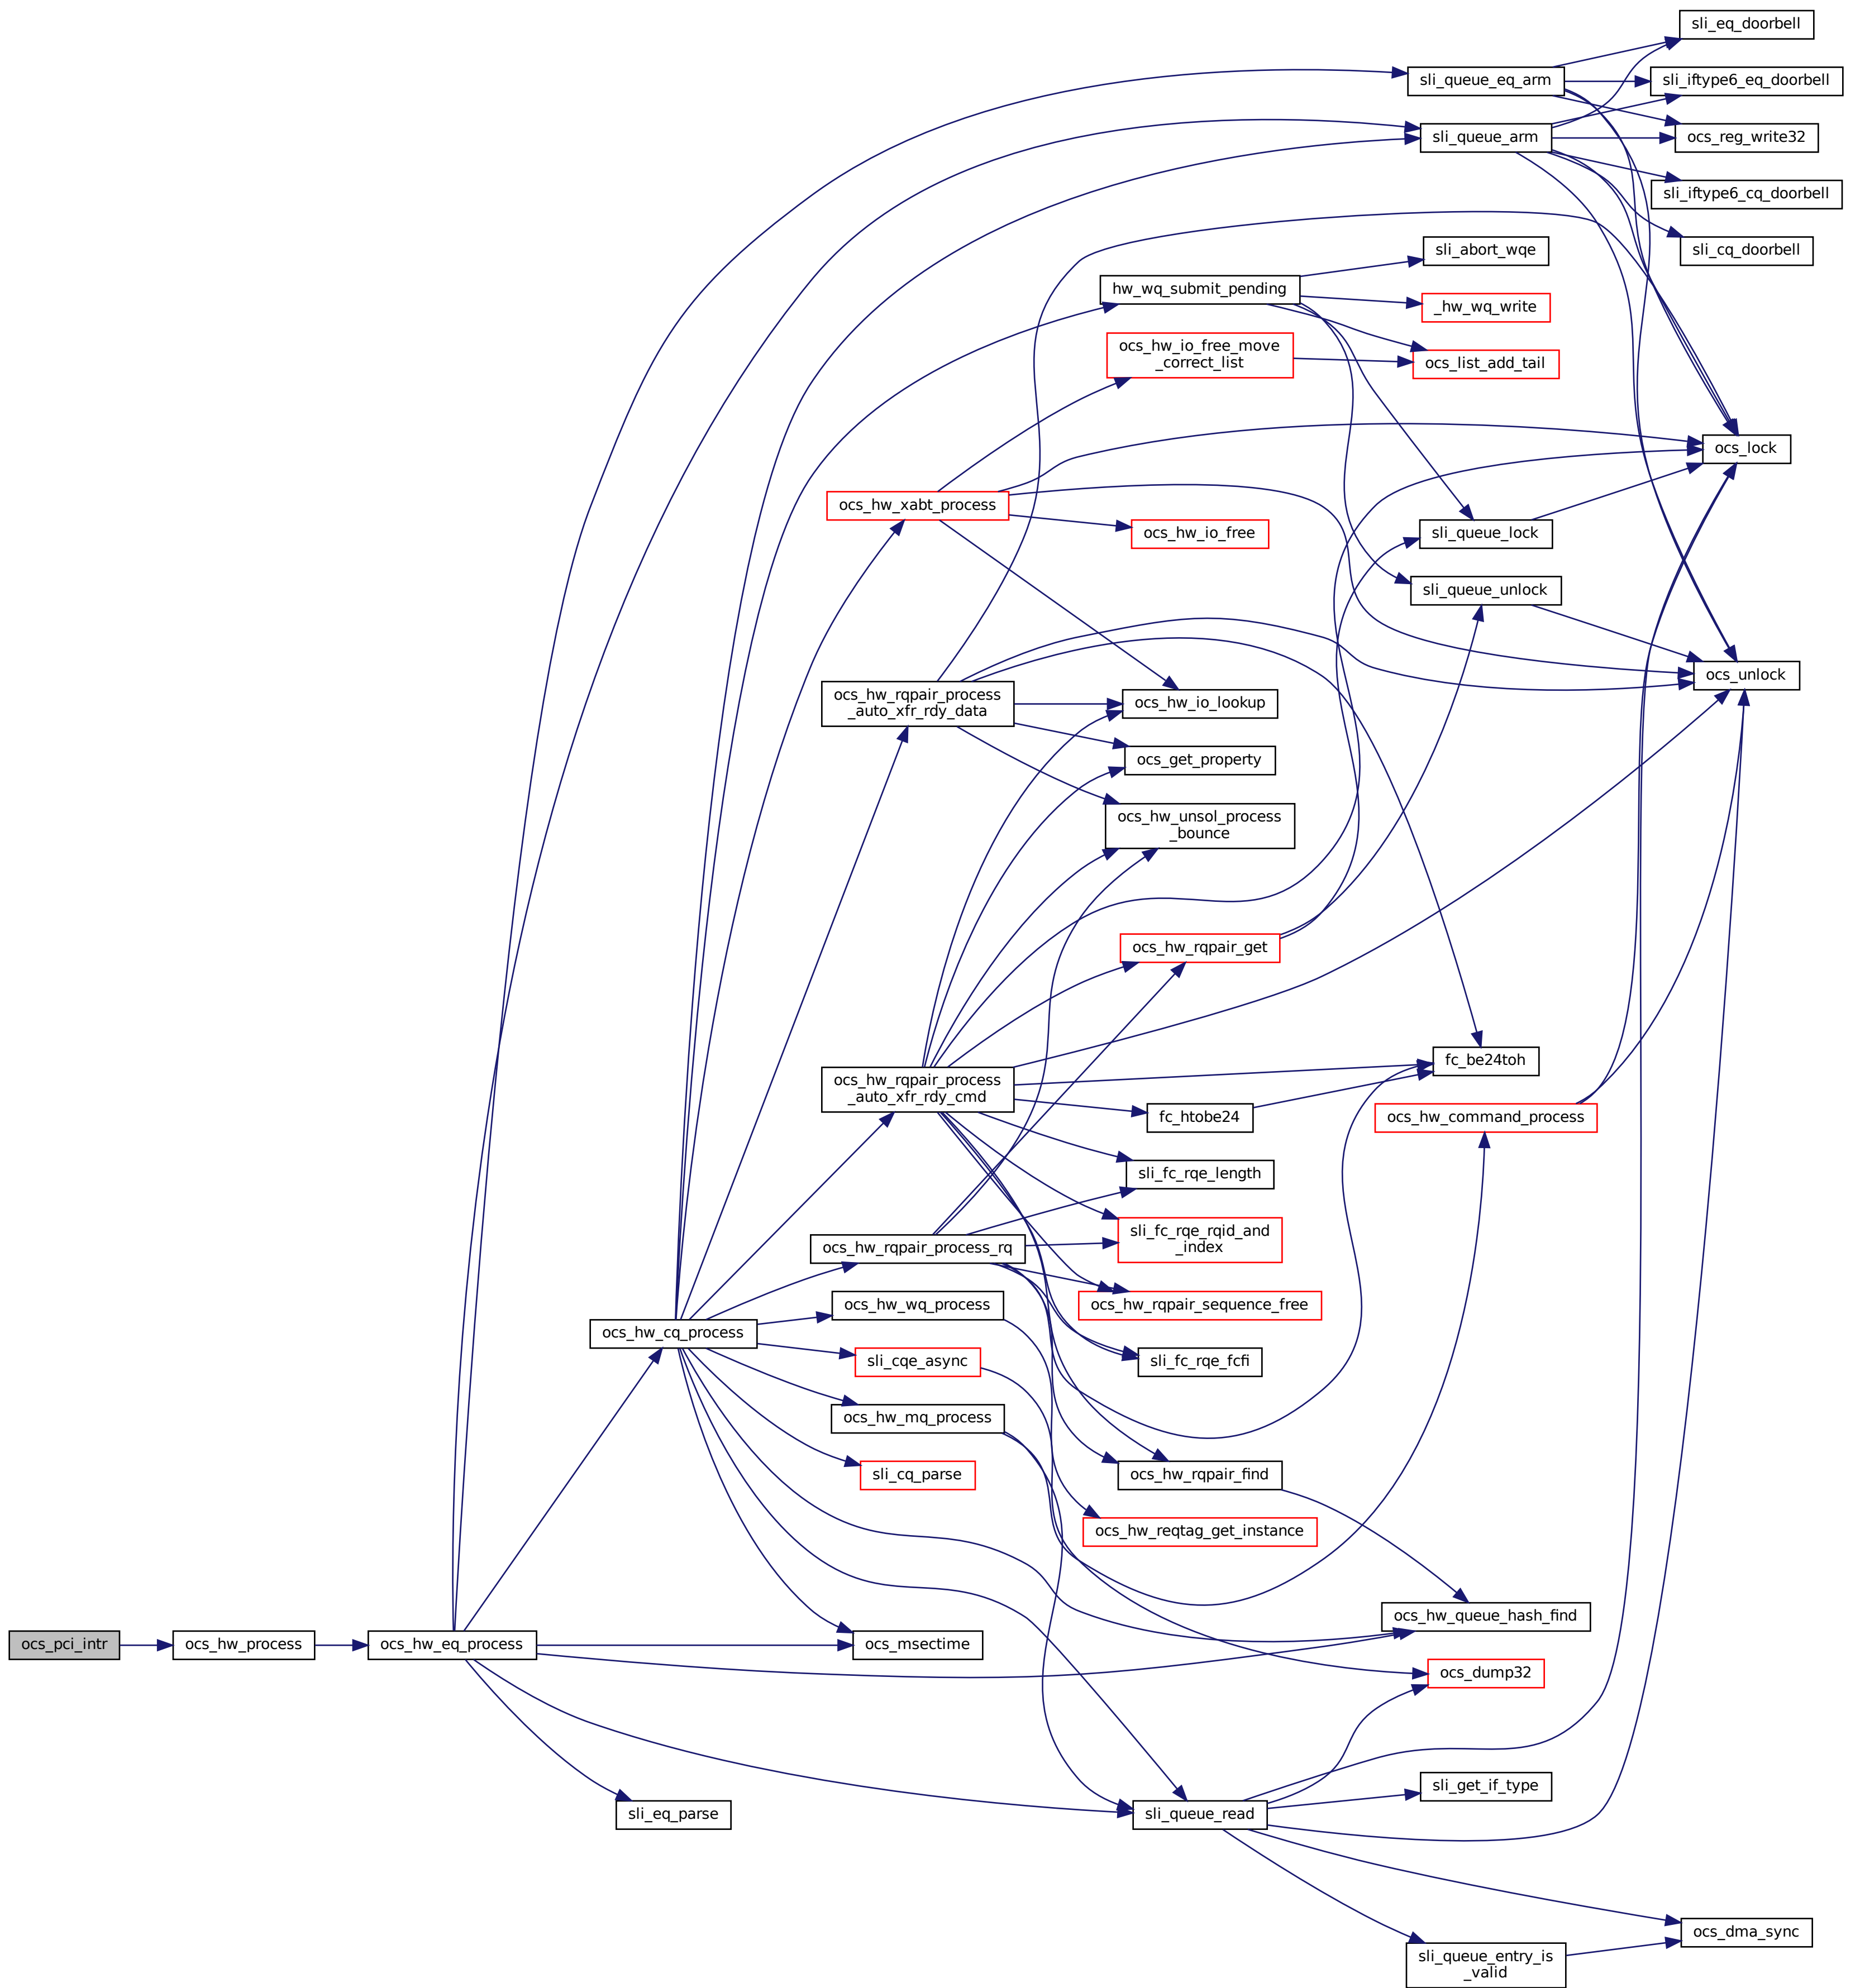 sli_eq_doorbell
sli_queue_eq_arm
sli_iftype6_eq_doorbell
sli_queue_arm
ocs_reg_write32
sli_iftype6_cq_doorbell
sli_abort_wqe
sli_cq_doorbell
hw_wq_submit_pending
_hw_wq_write
ocs_hw_io_free_move
_correct_list
ocs_list_add_tail
ocs_lock
ocs_hw_xabt_process
ocs_hw_io_free
sli_queue_lock
sli_queue_unlock
ocs_unlock
ocs_hw_rqpair_process
_auto_xfr_rdy_data
ocs_hw_io_lookup
ocs_get_property
ocs_hw_unsol_process
_bounce
ocs_hw_rqpair_get
fc_be24toh
ocs_hw_rqpair_process
_auto_xfr_rdy_cmd
fc_htobe24
ocs_hw_command_process
sli_fc_rqe_length
sli_fc_rqe_rqid_and
_index
ocs_hw_rqpair_process_rq
ocs_hw_rqpair_sequence_free
ocs_hw_wq_process
ocs_hw_cq_process
sli_cqe_async
sli_fc_rqe_fcfi
ocs_hw_mq_process
sli_cq_parse
ocs_hw_rqpair_find
ocs_hw_reqtag_get_instance
ocs_hw_queue_hash_find
ocs_pci_intr
ocs_hw_process
ocs_hw_eq_process
ocs_msectime
ocs_dump32
sli_get_if_type
sli_eq_parse
sli_queue_read
ocs_dma_sync
sli_queue_entry_is
_valid